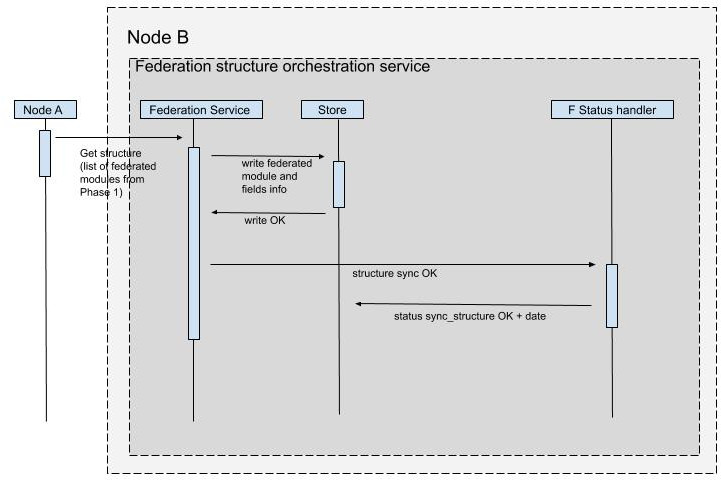 Node B
Federation structure orchestration service
Node A
Federation Service
Store
F Status handler
Get structure
(list of federated
modules from
Phase 1)
write federated
module and
fields info
write OK
structure sync OK
status sync_structure OK + date